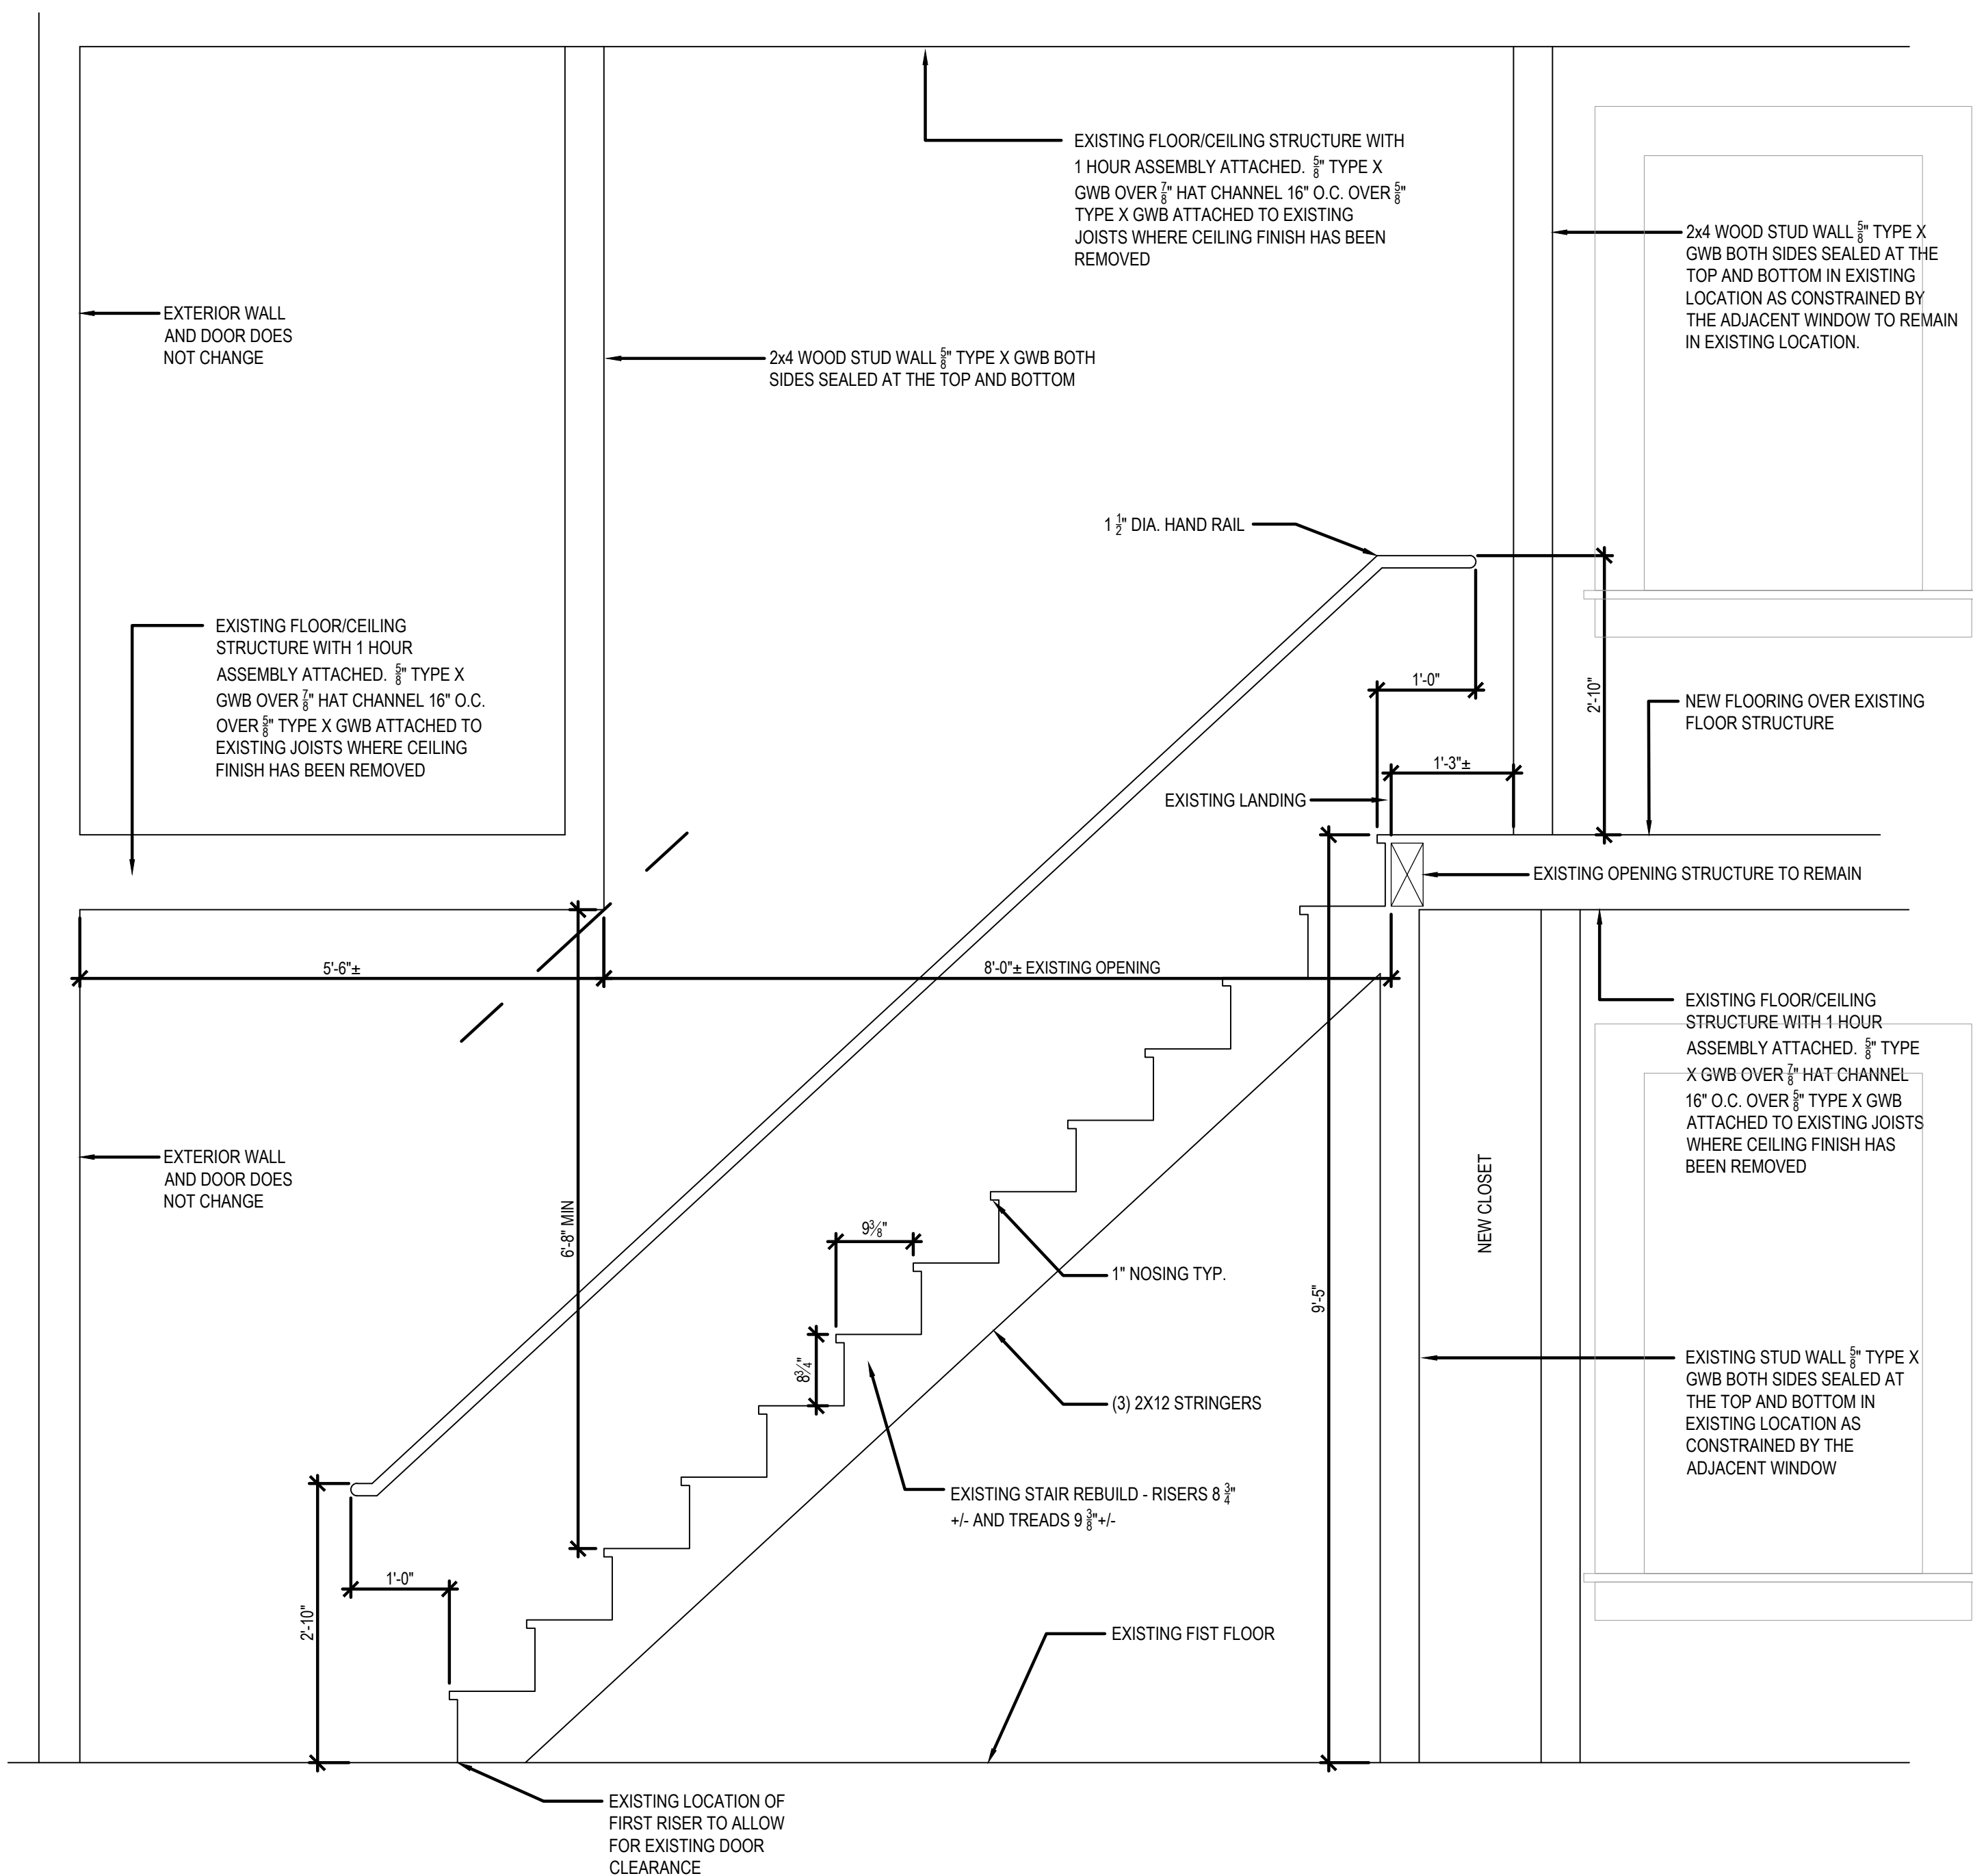 EXISTING FLOOR/CEILING STRUCTURE WITH
1 HOUR ASSEMBLY ATTACHED. 5/8" TYPE X
GWB OVER 7/8" HAT CHANNEL 16" O.C. OVER 5/8"
TYPE X GWB ATTACHED TO EXISTING
JOISTS WHERE CEILING FINISH HAS BEEN
REMOVED
2x4 WOOD STUD WALL 5/8" TYPE X
GWB BOTH SIDES SEALED AT THE
TOP AND BOTTOM IN EXISTING
LOCATION AS CONSTRAINED BY
THE ADJACENT WINDOW TO REMAIN
IN EXISTING LOCATION.
EXTERIOR WALL
AND DOOR DOES
NOT CHANGE
2x4 WOOD STUD WALL 5/8" TYPE X GWB BOTH
SIDES SEALED AT THE TOP AND BOTTOM
1 1/2" DIA. HAND RAIL
EXISTING FLOOR/CEILING
STRUCTURE WITH 1 HOUR
ASSEMBLY ATTACHED. 5/8" TYPE X
GWB OVER 7/8" HAT CHANNEL 16" O.C.
OVER 5/8" TYPE X GWB ATTACHED TO
EXISTING JOISTS WHERE CEILING
FINISH HAS BEEN REMOVED
1'-0"
2'-10"
NEW FLOORING OVER EXISTING
FLOOR STRUCTURE
1'-3"±
EXISTING LANDING
EXISTING OPENING STRUCTURE TO REMAIN
5'-6"±
8'-0"± EXISTING OPENING
EXISTING FLOOR/CEILING
STRUCTURE WITH 1 HOUR
ASSEMBLY ATTACHED. 5/8" TYPE
X GWB OVER 7/8" HAT CHANNEL
16" O.C. OVER 5/8" TYPE X GWB
ATTACHED TO EXISTING JOISTS
WHERE CEILING FINISH HAS
BEEN REMOVED
EXTERIOR WALL
AND DOOR DOES
NOT CHANGE
6'-8" MIN
9 3/8"
NEW CLOSET
1" NOSING TYP.
9'-5"
8 3/4"
(3) 2X12 STRINGERS
EXISTING STUD WALL 5/8" TYPE X
GWB BOTH SIDES SEALED AT
THE TOP AND BOTTOM IN
EXISTING LOCATION AS
CONSTRAINED BY THE
ADJACENT WINDOW
EXISTING STAIR REBUILD - RISERS 8 3/4"
+/- AND TREADS 9 3/8"+/-
1'-0"
2'-10"
EXISTING FIST FLOOR
EXISTING LOCATION OF
FIRST RISER TO ALLOW
FOR EXISTING DOOR
CLEARANCE